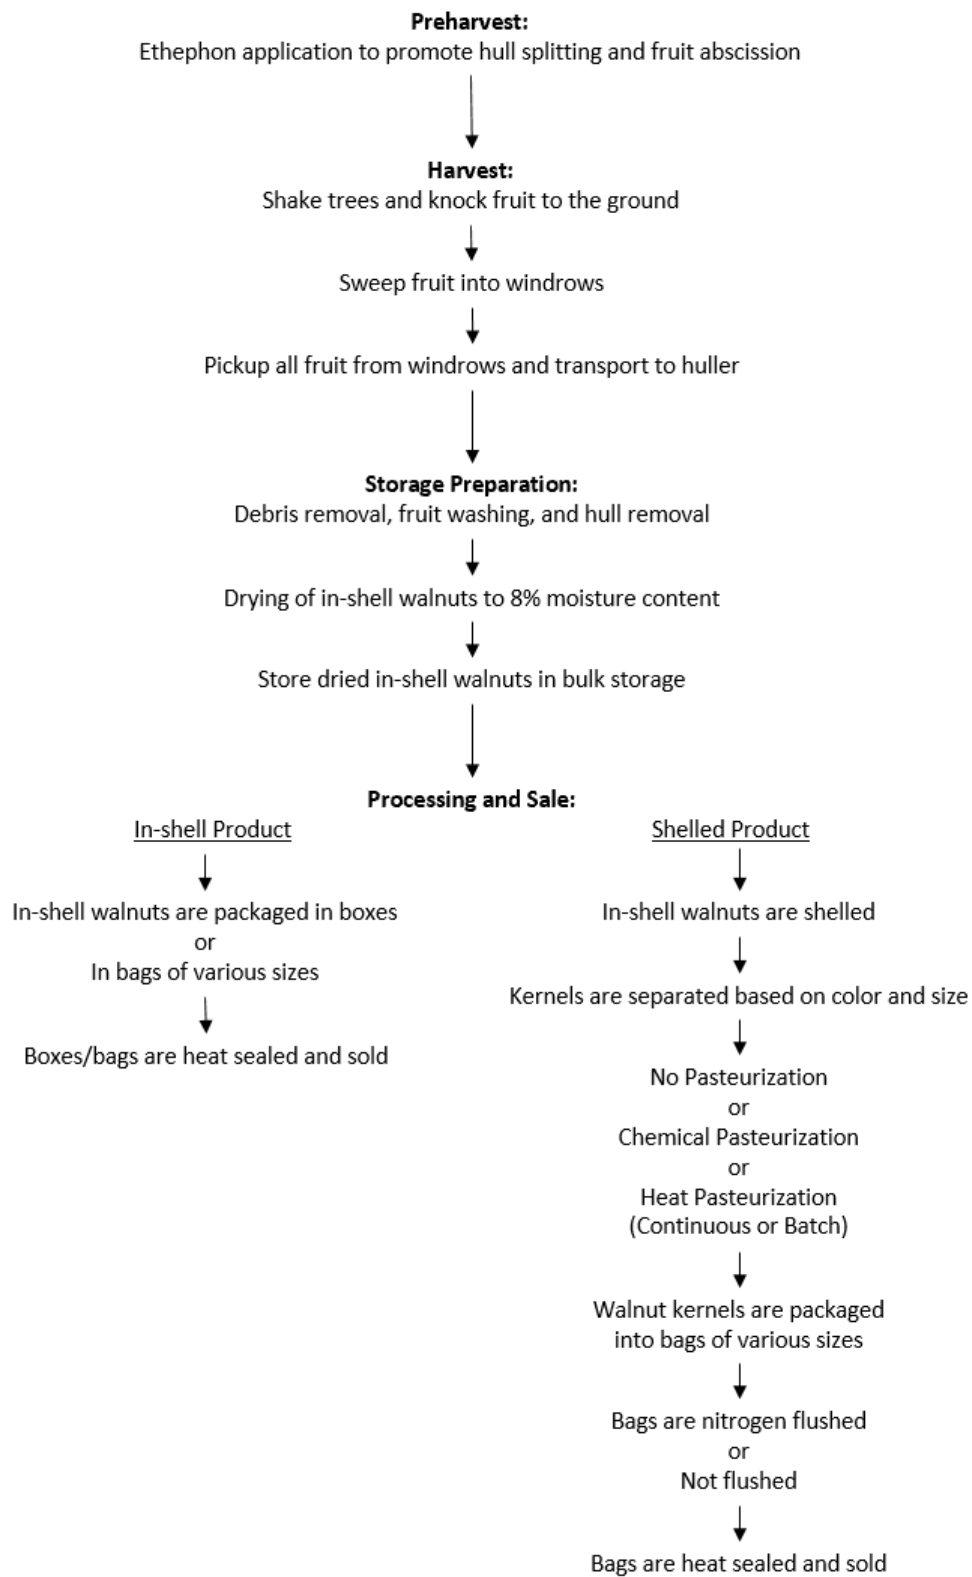 Preharvest:
Ethephon application to promote hull splitting and fruit abscission
Harvest:
Shake trees and knock fruit to the ground
Sweep fruit into windrows
Pickup all fruit from windrows and transport to huller
Storage Preparation:
Debris removal, fruit washing, and hull removal
Drying of in-shell walnuts to 8% moisture content
Store dried in-shell walnuts in bulk storage
Processing and Sale:
In-shell Product
In-shell walnuts are packaged in boxes
or
In bags of various sizes
Boxes/bags are heat sealed and sold
Shelled Product
In-shell walnuts are shelled
Kernels are separated based on color and size
No Pasteurization
or
Chemical Pasteurization
or
Heat Pasteurization
(Continuous or Batch)
Walnut kernels are packaged
into bags of various sizes
Bags are nitrogen flushed
or
Not flushed
Bags are heat sealed and sold